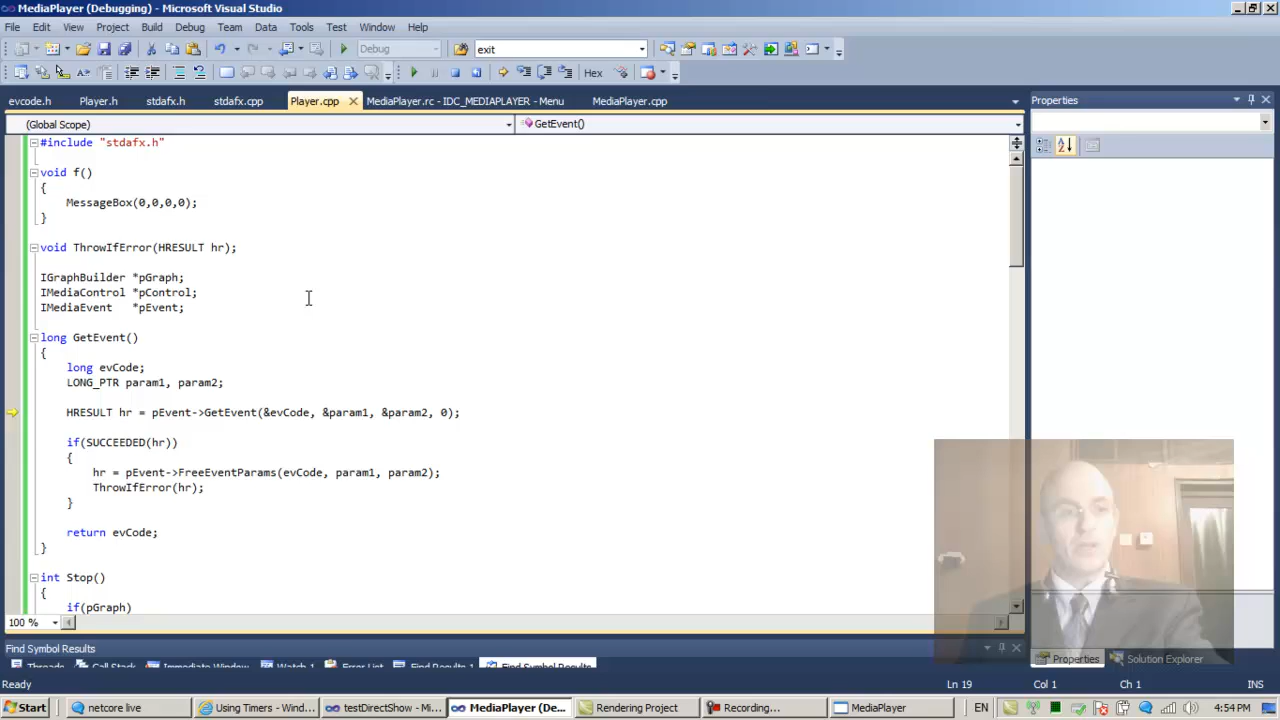 MediaPlayer (Debugging) - Microsoft Visual Studio
File Edit View Project Build Debug Team Data Tools Test Window Help
Debug exit
Hex
evcode.h Player.h stdafx.h stdafx.cpp Player.cpp MediaPlayer.rc - IDC_MEDIAPLAYER - Menu MediaPlayer.cpp Properties
(Global Scope) GetEvent()
#include "stdafx.h"
void f()
{
MessageBox(0,0,0,0);
}
void ThrowIfError(HRESULT hr);
IGraphBuilder *pGraph;
IMediaControl *pControl;
IMediaEvent *pEvent;
long GetEvent()
{
long evCode;
LONG_PTR param1, param2;
HRESULT hr = pEvent->GetEvent(&evCode, &param1, &param2, 0);
if(SUCCEEDED(hr))
{
hr = pEvent->FreeEventParams(evCode, param1, param2);
ThrowIfError(hr);
}
return evCode;
}
int Stop()
{
if(pGraph)
100 %
Find Symbol Results
Threads Call Stack Immediate Window Watch 1 Error List Find Results 1 Find Symbol Results
Properties Solution Explorer
Ready Ln 19 Col 1 Ch 1 INS
Start netcore live Using Timers - Wind... testDirectShow - Mi... MediaPlayer (De... Rendering Project Recording... MediaPlayer EN 4:54 PM